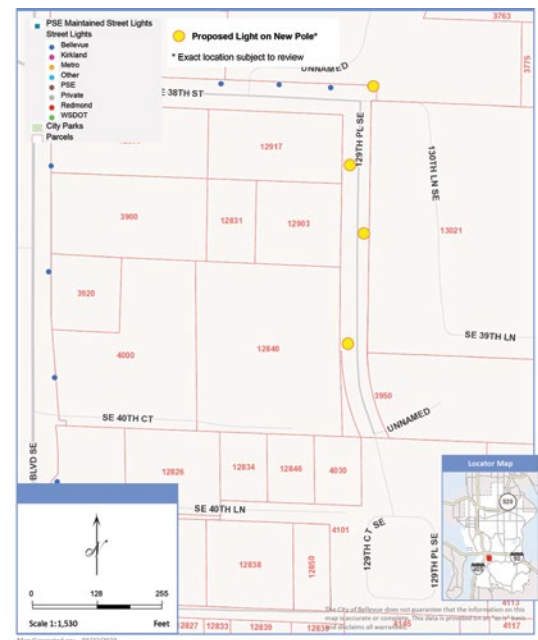 3763
PSE Maintained Street Lights
Street Lights
Bellevue
Kirkland
Metro
Other
PSE
Private
Redmond
WSDOT
City Parks
Parcels
Proposed Light on New Pole*
* Exact location subject to review
UNNAMED
3775
E 38TH ST
129TH PL SE
12917
130TH LN SE
3900
12831
12903
13021
3920
4000
12840
SE 39TH LN
3950
UNNAMED
SE 40TH CT
BLVD SE
12826
12834
12846
4030
Locator Map
520
SE 40TH LN
4101
129TH CT SE
129TH PL SE
12838
12850
N
0 128 255
Scale 1:1,530 Feet
4113
The City of Bellevue does not guarantee that the information on this
map is accurate or complete. This data is provided on an "as is" basis
and disclaims all warranties.
12827
12833
12839
4145
4117